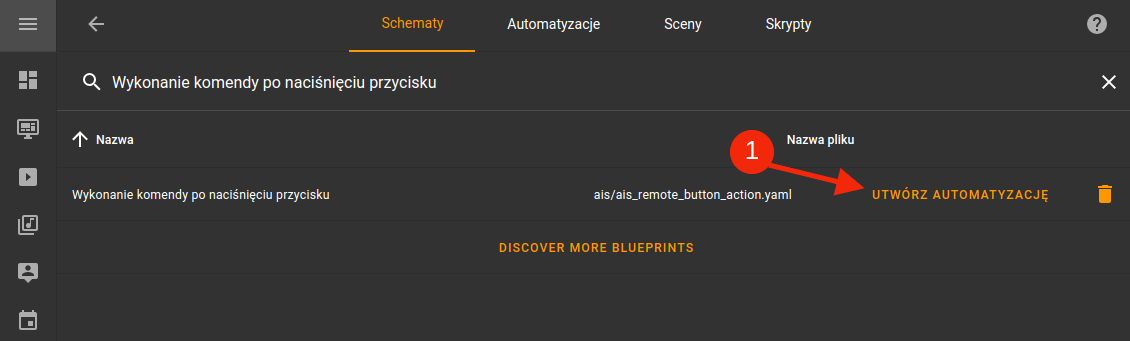 Schematy Automatyzacje Sceny Skrypty
Wykonanie komendy po naciśnięciu przycisku
Nazwa Nazwa pliku
1
Wykonanie komendy po naciśnięciu przycisku ais/ais_remote_button_action.yaml UTWÓRZ AUTOMATYZACJĘ
DISCOVER MORE BLUEPRINTS